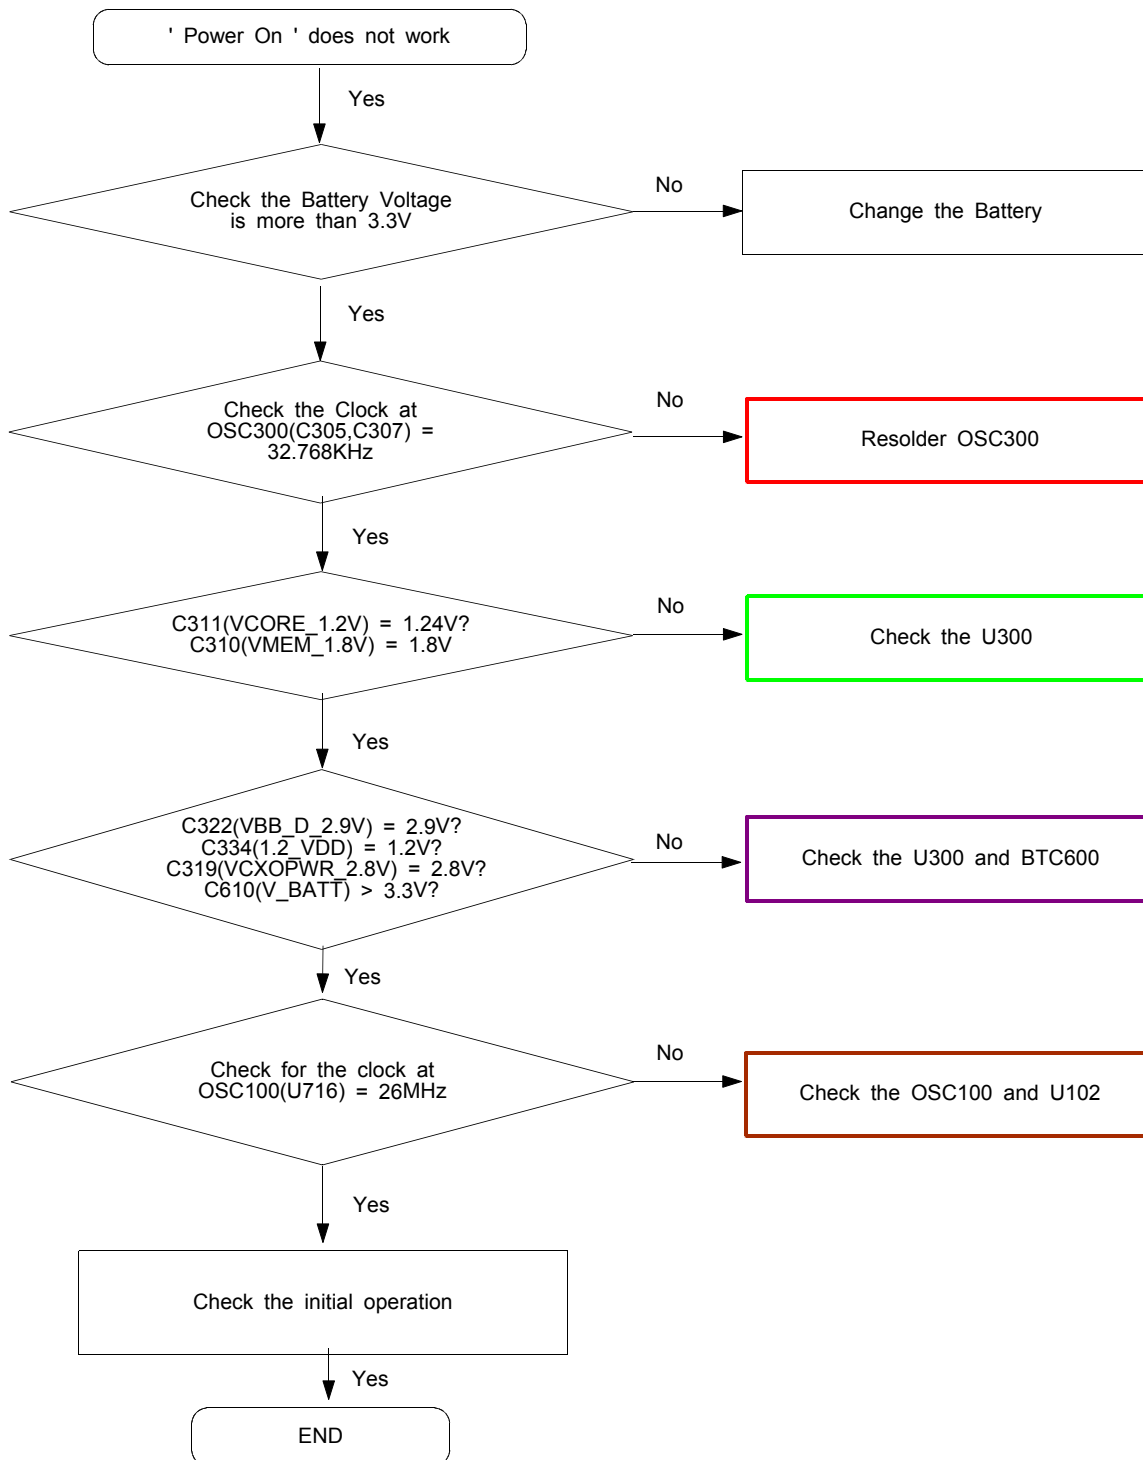 ' Power On ' does not work
Yes
Check the Battery Voltage
is more than 3.3V
No
Change the Battery
Yes
Check the Clock at
OSC300(C305,C307) =
32.768KHz
No
Resolder OSC300
Yes
C311(VCORE_1.2V) = 1.24V?
C310(VMEM_1.8V) = 1.8V
No
Check the U300
Yes
C322(VBB_D_2.9V) = 2.9V?
C334(1.2_VDD) = 1.2V?
C319(VCXOPWR_2.8V) = 2.8V?
C610(V_BATT) > 3.3V?
No
Check the U300 and BTC600
Yes
Check for the clock at
OSC100(U716) = 26MHz
No
Check the OSC100 and U102
Yes
Check the initial operation
Yes
END